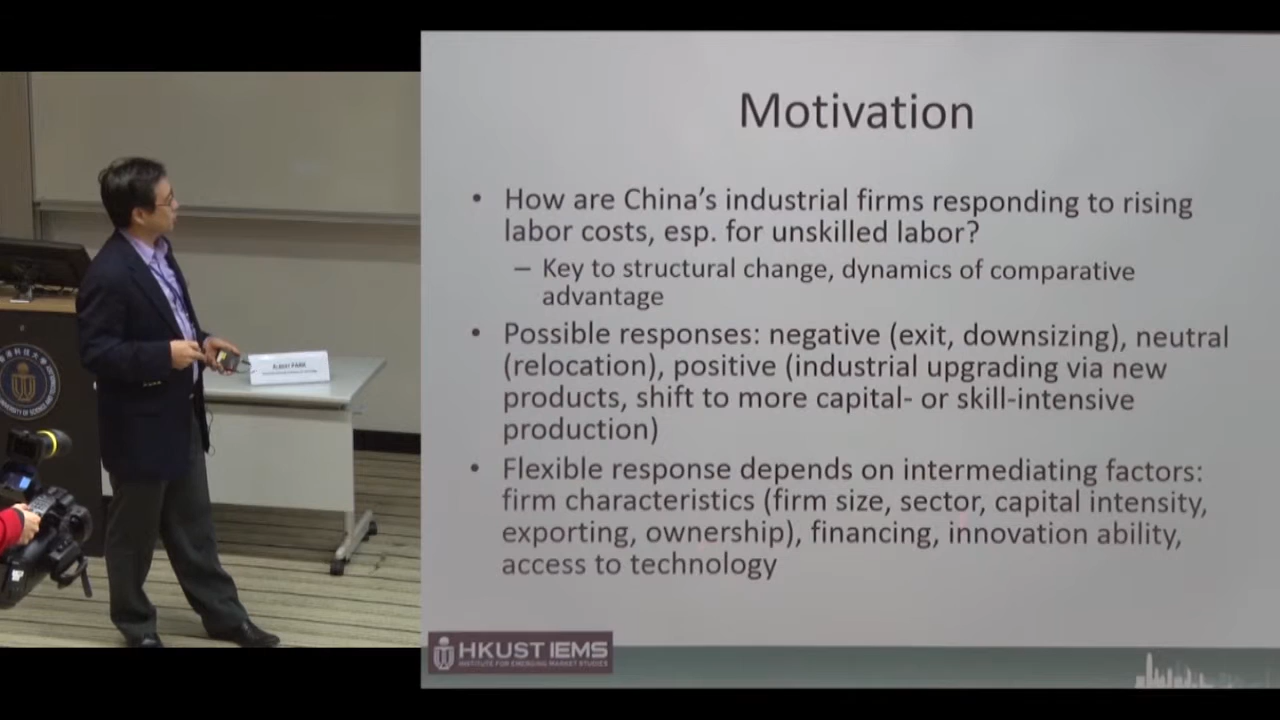 Motivation
• How are China's industrial firms responding to rising
labor costs, esp. for unskilled labor?
– Key to structural change, dynamics of comparative
advantage
• Possible responses: negative (exit, downsizing), neutral
(relocation), positive (industrial upgrading via new
products, shift to more capital- or skill-intensive
production)
• Flexible response depends on intermediating factors:
firm characteristics (firm size, sector, capital intensity,
exporting, ownership), financing, innovation ability,
access to technology
HKUST IEMS
INSTITUTE FOR EMERGING MARKET STUDIES
ALBERT PARK